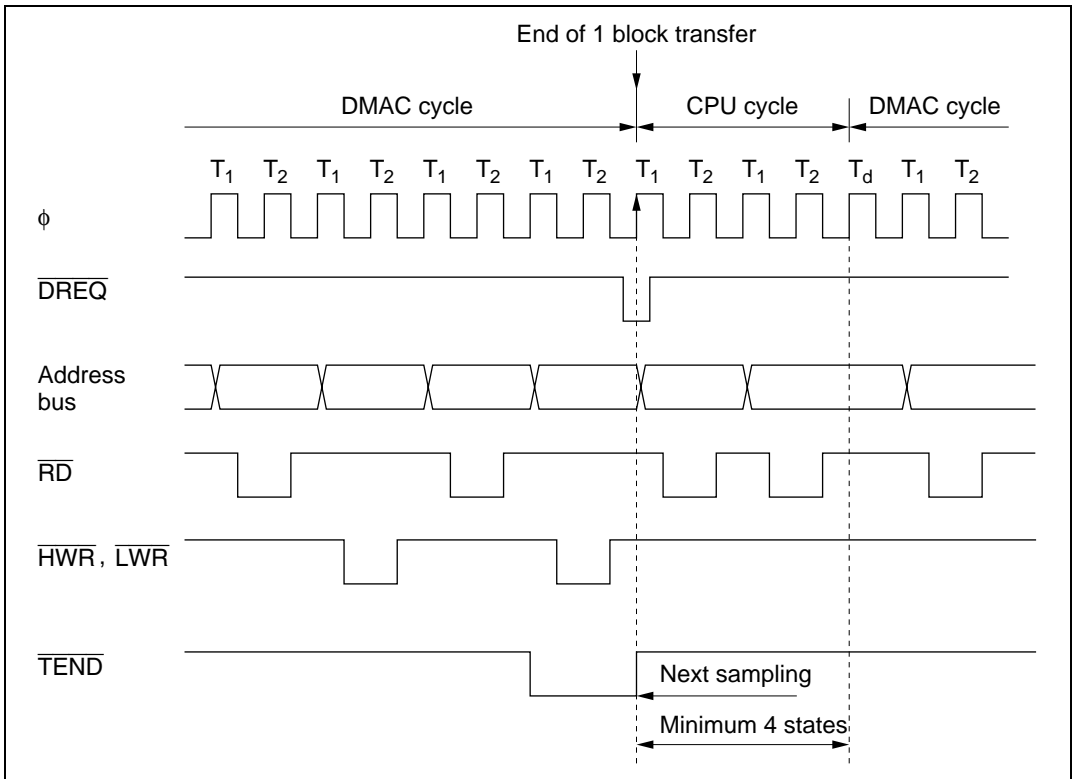 End of 1 block transfer
DMAC cycle CPU cycle DMAC cycle
T1 T2 T1 T2 T1 T2 T1 T2 T1 T2 T1 T2 Td T1 T2
φ
DREQ
Address
bus
RD
HWR, LWR
TEND
Next sampling
Minimum 4 states